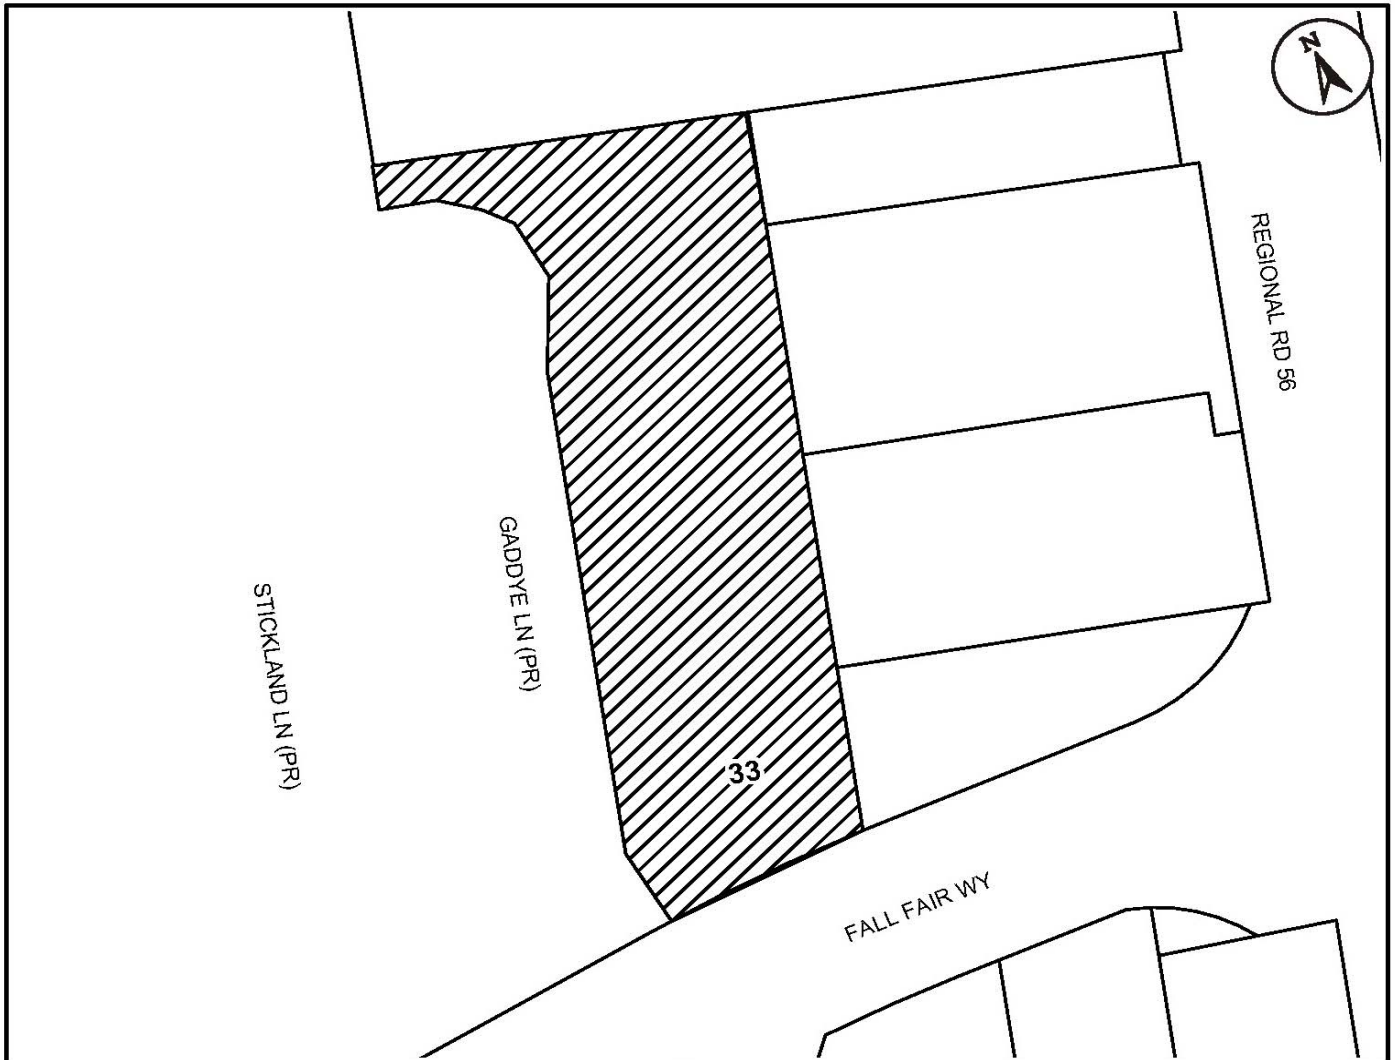 N
REGIONAL RD 56
GADDYE LN (PR)
STICKLAND LN (PR)
33
FALL FAIR WY